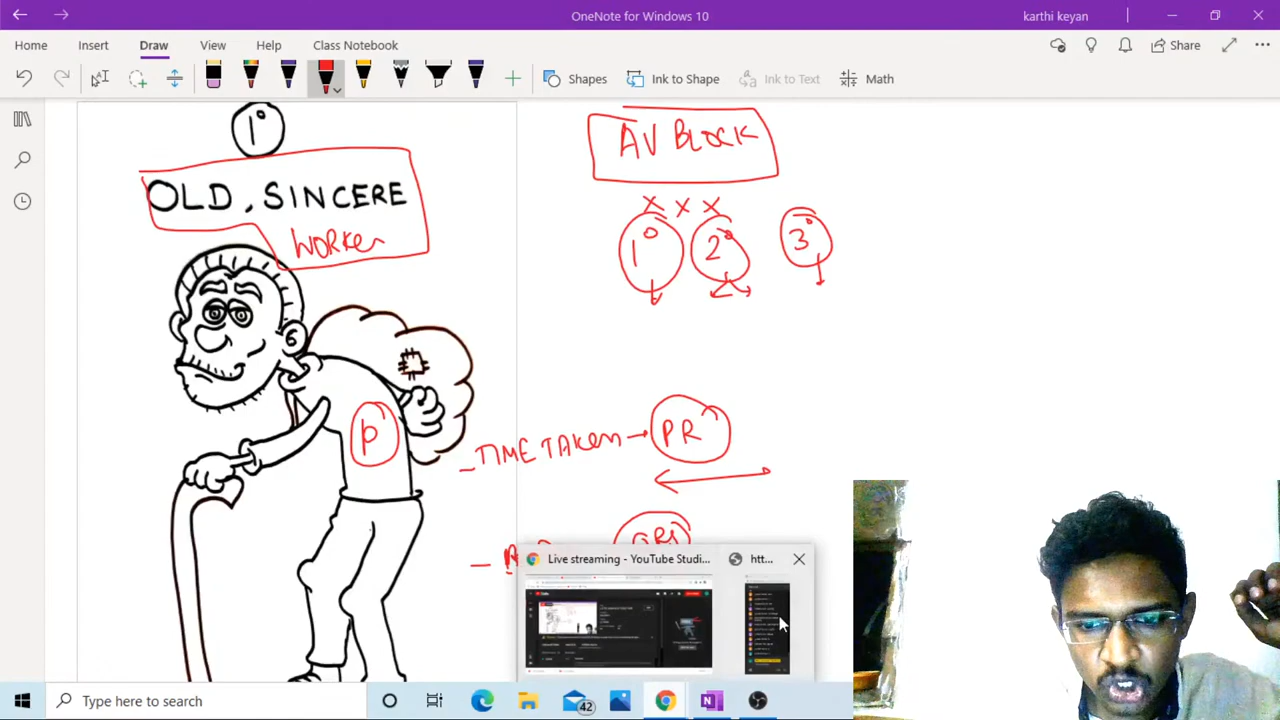 OneNote for Windows 10
karthi keyan
Home
Insert
Draw
View
Help
Class Notebook
Share
Shapes
Ink to Shape
Ink to Text
Math
1°
OLD, SINCERE
WORKer
AV BLOCK
x x x
1° 2° 3°
P
- TIME TAKen → PR
Live streaming - YouTube Studi...
htt...
Type here to search
42